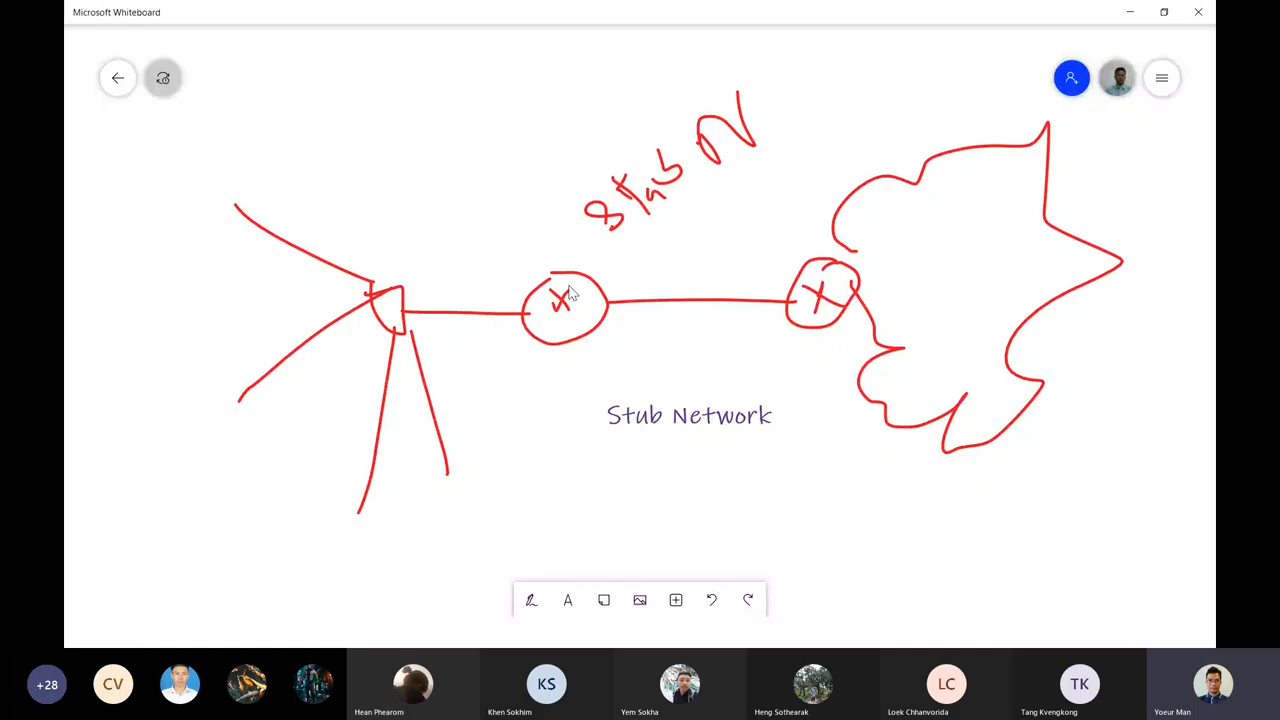 Microsoft Whiteboard
Stub N
Stub Network
A
+28
CV
KS
LC
TK
Hean Phearom
Khen Sokhim
Yem Sokha
Heng Sothearak
Loek Chhanvorida
Tang Kvengkong
Yoeur Man